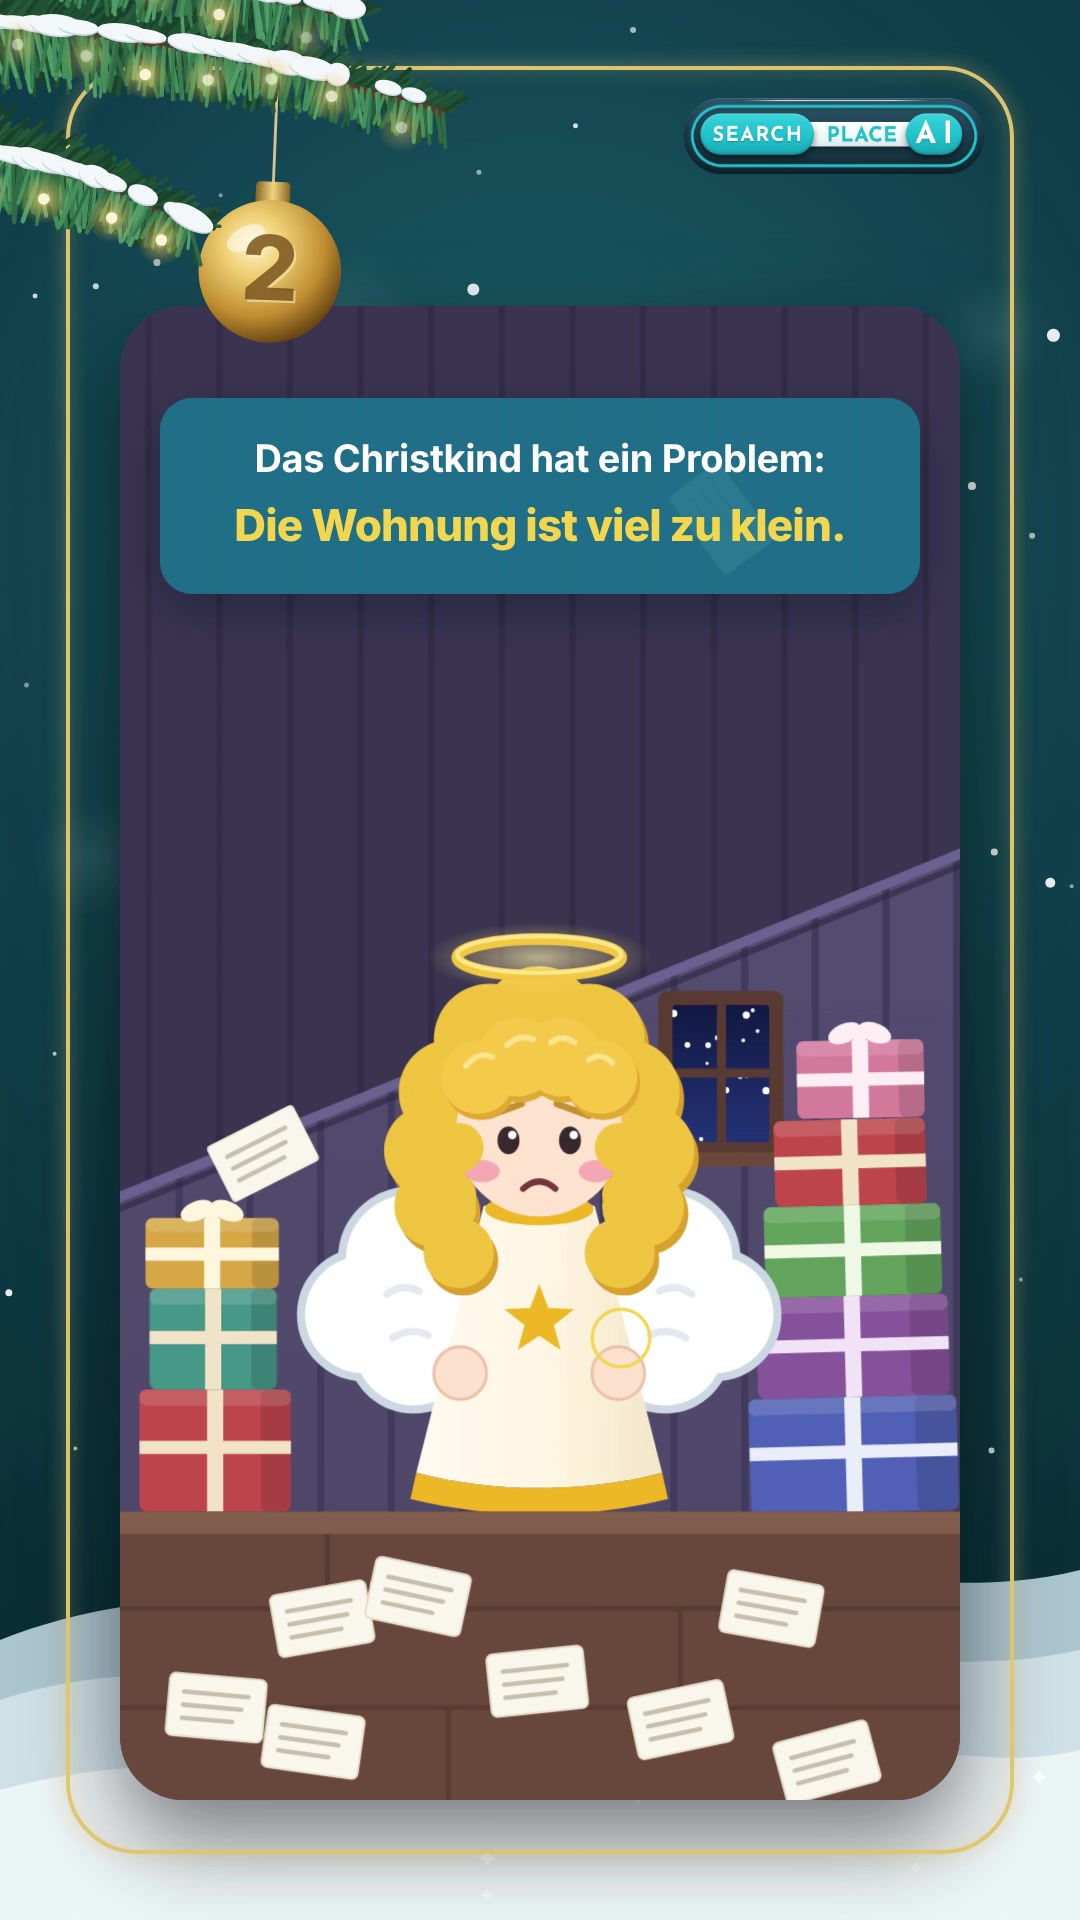 SEARCH PLACE AI
2
Das Christkind hat ein Problem:
Die Wohnung ist viel zu klein.